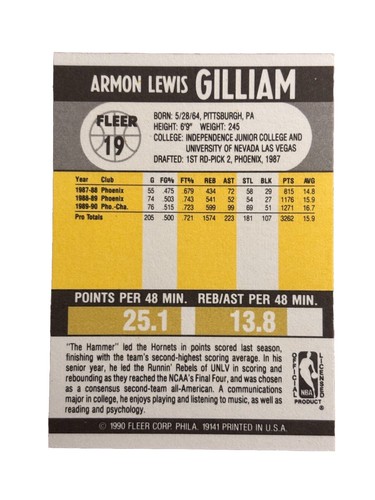 ARMON LEWIS GILLIAM
FLEER
19
BORN: 5/28/64, PITTSBURGH, PA
HEIGHT: 6'9" WEIGHT: 245
COLLEGE: INDEPENDENCE JUNIOR COLLEGE AND
UNIVERSITY OF NEVADA LAS VEGAS
DRAFTED: 1ST RD-PICK 2, PHOENIX, 1987
Year Club G FG% FT% REB AST STL BLK PTS AVG
1987-88 Phoenix 55 .475 .679 434 72 58 29 815 14.8
1988-89 Phoenix 74 .503 .743 541 52 54 27 1176 15.9
1989-90 Pho.-Cha. 76 .515 .723 599 99 69 51 1271 16.7
Pro Totals 205 .500 .721 1574 223 181 107 3262 15.9
POINTS PER 48 MIN. REB/AST PER 48 MIN.
25.1 13.8
"The Hammer" led the Hornets in points scored last season,
finishing with the team's second-highest scoring average. In his
senior year, he led the Runnin' Rebels of UNLV in scoring and
rebounding as they reached the NCAA's Final Four, and was chosen
as a consensus second-team all-American. A communications
major in college, he enjoys playing and listening to music, as well as
reading and psychology.
OFFICIAL LICENSED
NBA
PRODUCT
© 1990 FLEER CORP. PHILA. 19141 PRINTED IN U.S.A.